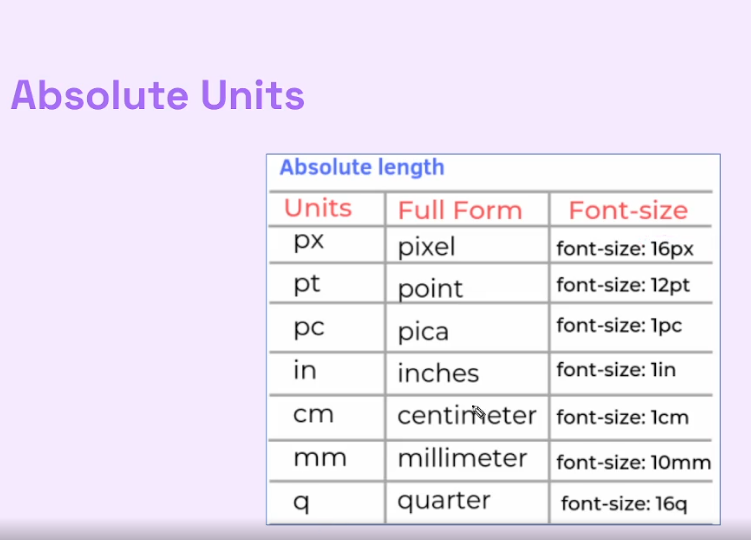 Absolute Units
Absolute length
Units Full Form Font-size
px pixel font-size: 16px
pt point font-size: 12pt
pc pica font-size: 1pc
in inches font-size: 1in
cm centimeter font-size: 1cm
mm millimeter font-size: 10mm
q quarter font-size: 16q